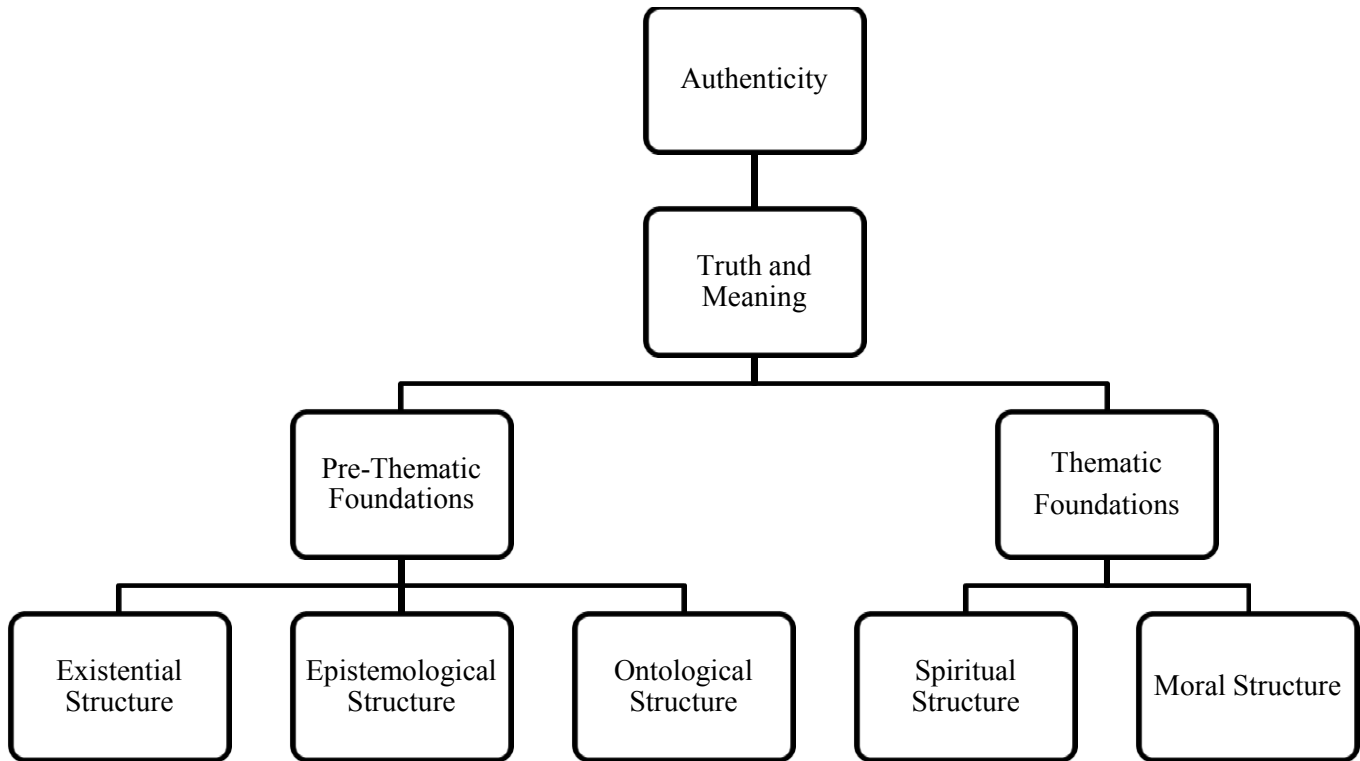 Authenticity
Truth and
Meaning
Pre-Thematic
Foundations
Thematic
Foundations
Existential
Structure
Epistemological
Structure
Ontological
Structure
Spiritual
Structure
Moral Structure